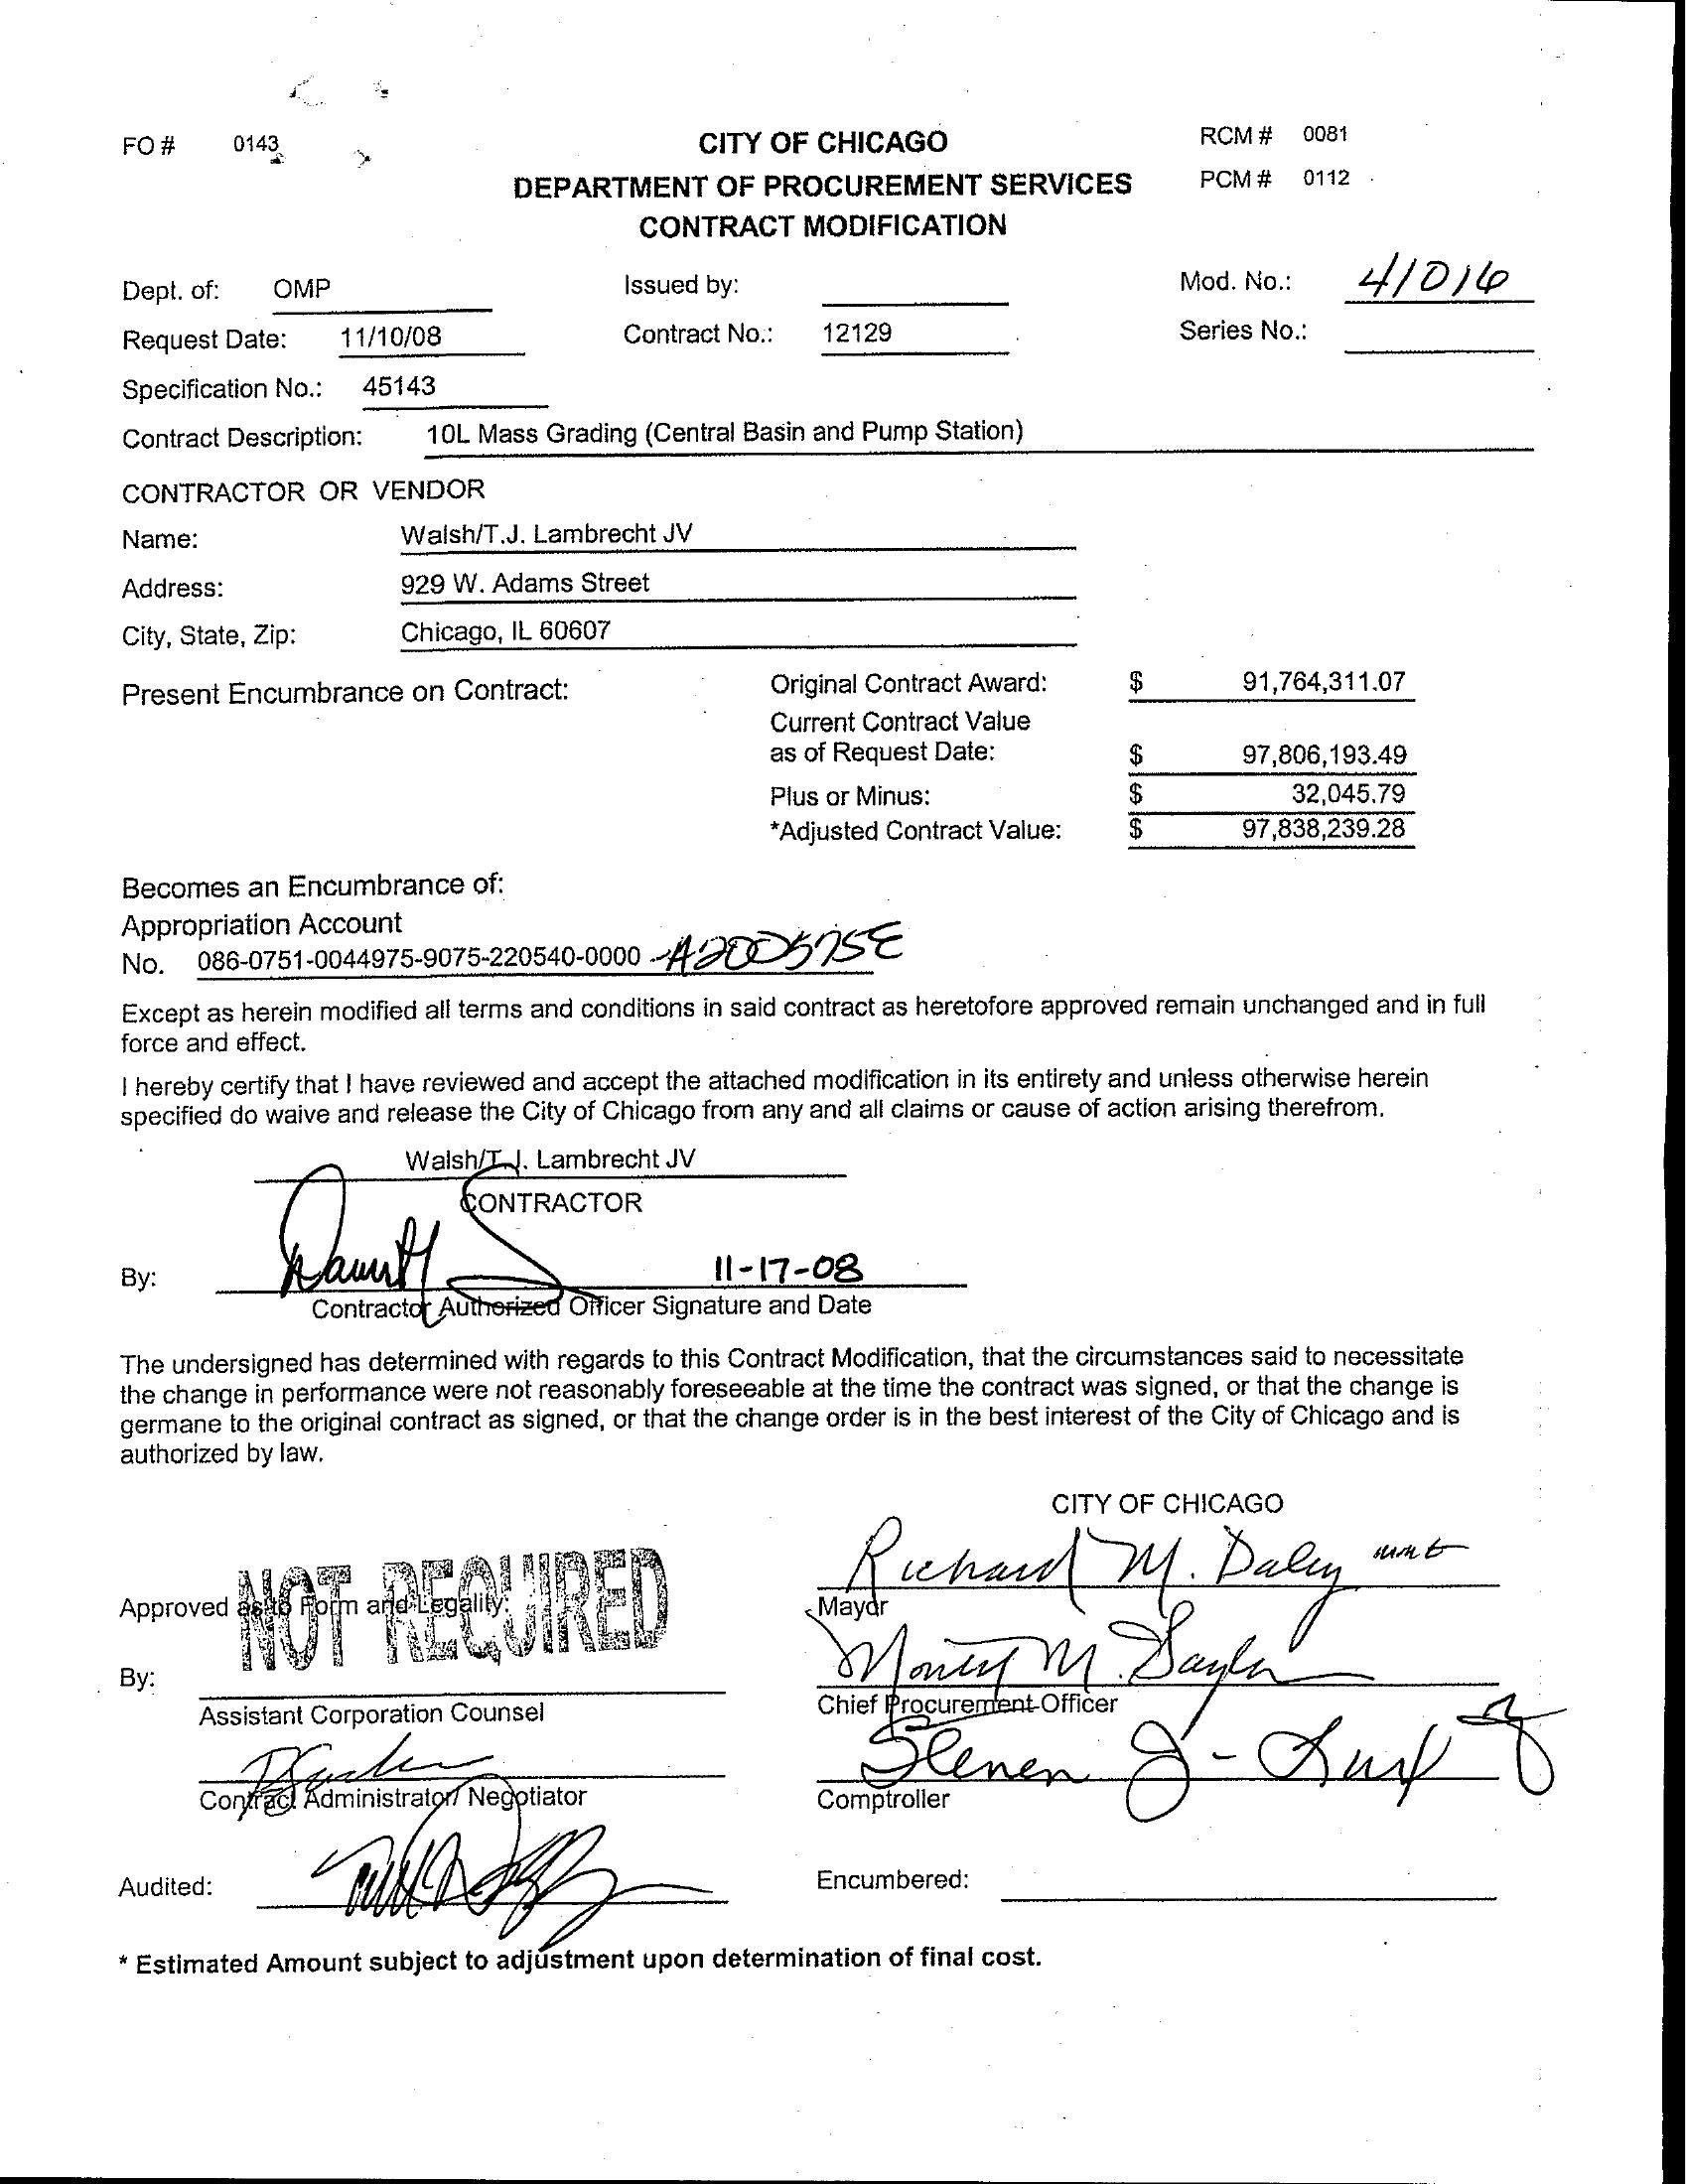 FO # 0143
CITY OF CHICAGO
RCM # 0081
DEPARTMENT OF PROCUREMENT SERVICES
PCM # 0112
CONTRACT MODIFICATION
Dept. of: OMP Issued by: Mod. No.: 41016
Request Date: 11/10/08 Contract No.: 12129 Series No.:
Specification No.: 45143
Contract Description: 10L Mass Grading (Central Basin and Pump Station)
CONTRACTOR OR VENDOR
Name: Walsh/T.J. Lambrecht JV
Address: 929 W. Adams Street
City, State, Zip: Chicago, IL 60607
Present Encumbrance on Contract: Original Contract Award: $ 91,764,311.07
Current Contract Value
as of Request Date: $ 97,806,193.49
Plus or Minus: $ 32,045.79
*Adjusted Contract Value: $ 97,838,239.28
Becomes an Encumbrance of:
Appropriation Account
No. 086-0751-0044975-9075-220540-0000
Except as herein modified all terms and conditions in said contract as heretofore approved remain unchanged and in full
force and effect.
I hereby certify that I have reviewed and accept the attached modification in its entirety and unless otherwise herein
specified do waive and release the City of Chicago from any and all claims or cause of action arising therefrom.
Walsh/T.J. Lambrecht JV
CONTRACTOR
By: 11-17-08
Contractor Authorized Officer Signature and Date
The undersigned has determined with regards to this Contract Modification, that the circumstances said to necessitate
the change in performance were not reasonably foreseeable at the time the contract was signed, or that the change is
germane to the original contract as signed, or that the change order is in the best interest of the City of Chicago and is
authorized by law.
CITY OF CHICAGO
Richard M. Daley
NOT REQUIRED
Approved as to Form and Legality:
Mayor
By:
Assistant Corporation Counsel
Chief Procurement Officer
Contract Administrator/ Negotiator
Comptroller
Audited: Encumbered:
* Estimated Amount subject to adjustment upon determination of final cost.